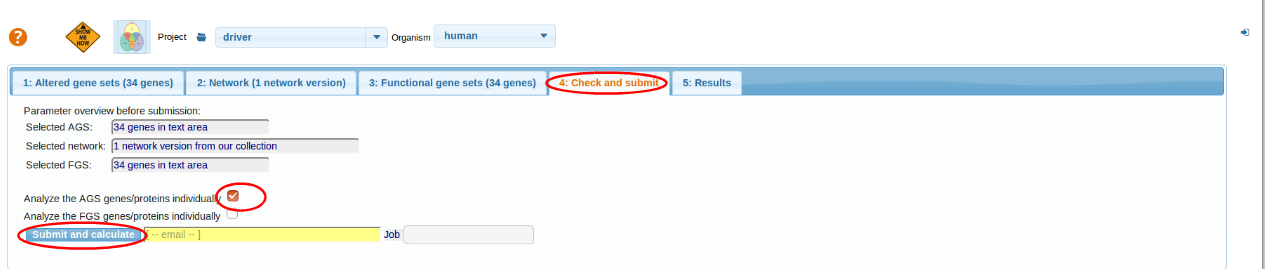 ?
SHOW ME HOW
Project driver Organism human
1: Altered gene sets (34 genes) 2: Network (1 network version) 3: Functional gene sets (34 genes) 4: Check and submit 5: Results
Parameter overview before submission:
Selected AGS: 34 genes in text area
Selected network: 1 network version from our collection
Selected FGS: 34 genes in text area
Analyze the AGS genes/proteins individually
Analyze the FGS genes/proteins individually
Submit and calculate [ -- email -- ] Job